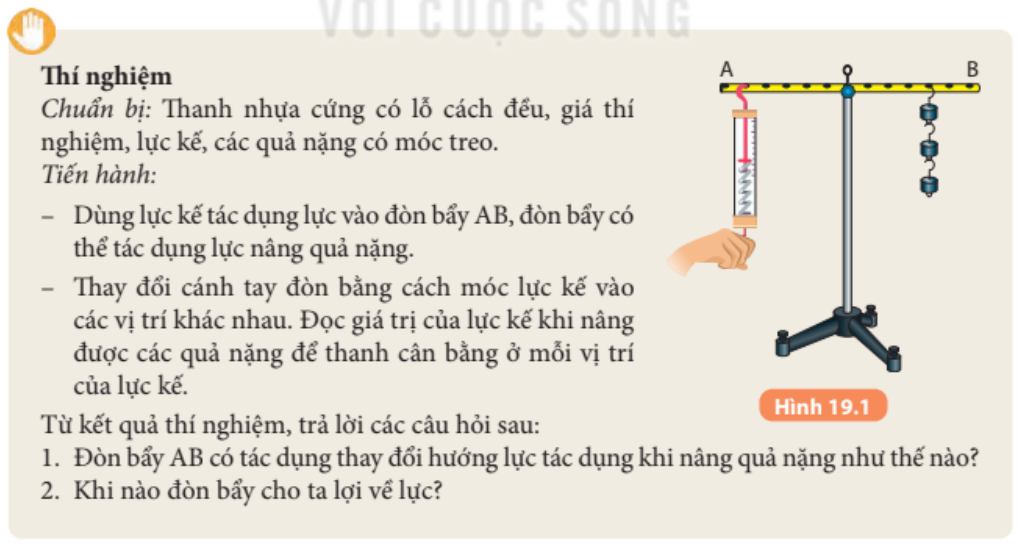 VỚI CUỘC SỐNG
Thí nghiệm
Chuẩn bị: Thanh nhựa cứng có lỗ cách đều, giá thí
nghiệm, lực kế, các quả nặng có móc treo.
Tiến hành:
– Dùng lực kế tác dụng lực vào đòn bẩy AB, đòn bẩy có
thể tác dụng lực nâng quả nặng.
– Thay đổi cánh tay đòn bằng cách móc lực kế vào
các vị trí khác nhau. Đọc giá trị của lực kế khi nâng
được các quả nặng để thanh cân bằng ở mỗi vị trí
của lực kế.
A
B
Hình 19.1
Từ kết quả thí nghiệm, trả lời các câu hỏi sau:
1. Đòn bẩy AB có tác dụng thay đổi hướng lực tác dụng khi nâng quả nặng như thế nào?
2. Khi nào đòn bẩy cho ta lợi về lực?